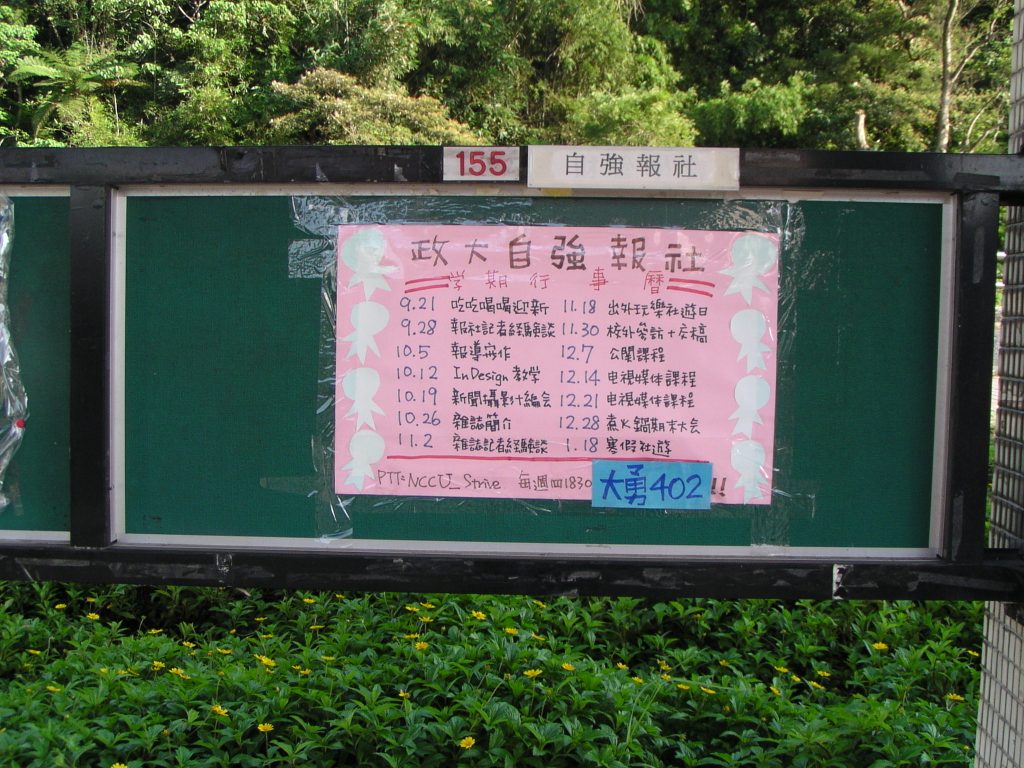 155 自強報社
政大自強報社
学期行事曆
9.21 吃吃喝喝迎新 11.18 出外玩樂社遊日
9.28 報社記者經驗談 11.30 校外參訪+交稿
10.5 報導寫作 12.7 公關課程
10.12 InDesign 教学 12.14 电視媒体課程
10.19 新聞攝影社編会 12.21 电視媒体課程
10.26 雜誌簡介 12.28 煮火鍋期末大会
11.2 雜誌記者經驗談 1.18 寒假社遊
PTT:NCCU_Strive 每週四1830 大勇402!!